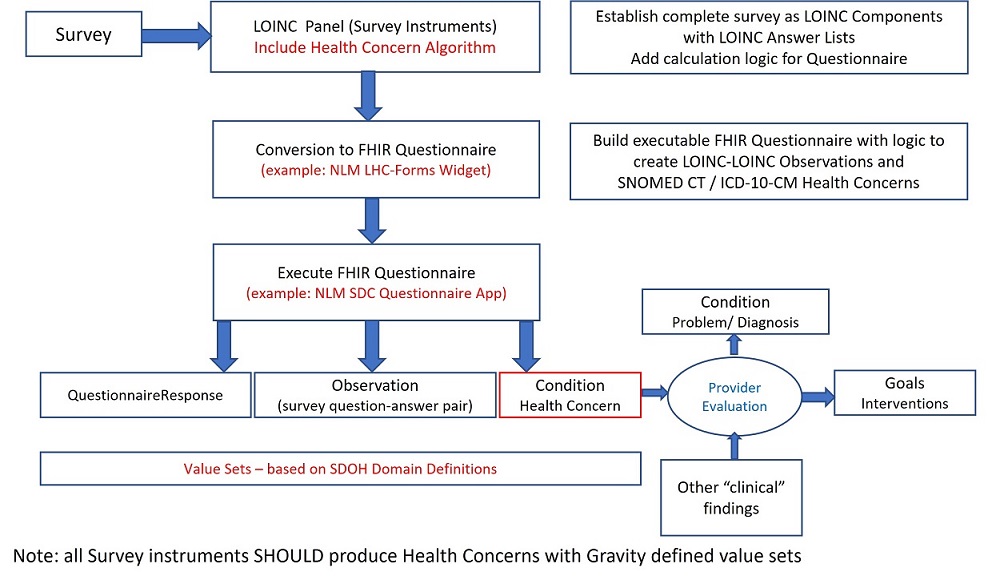 Survey
LOINC Panel (Survey Instruments)
Include Health Concern Algorithm
Establish complete survey as LOINC Components
with LOINC Answer Lists
Add calculation logic for Questionnaire
Conversion to FHIR Questionnaire
(example: NLM LHC-Forms Widget)
Build executable FHIR Questionnaire with logic to
create LOINC-LOINC Observations and
SNOMED CT / ICD-10-CM Health Concerns
Execute FHIR Questionnaire
(example: NLM SDC Questionnaire App)
Condition
Problem/ Diagnosis
QuestionnaireResponse
Observation
(survey question-answer pair)
Condition
Health Concern
Provider
Evaluation
Goals
Interventions
Value Sets – based on SDOH Domain Definitions
Other “clinical”
findings
Note: all Survey instruments SHOULD produce Health Concerns with Gravity defined value sets